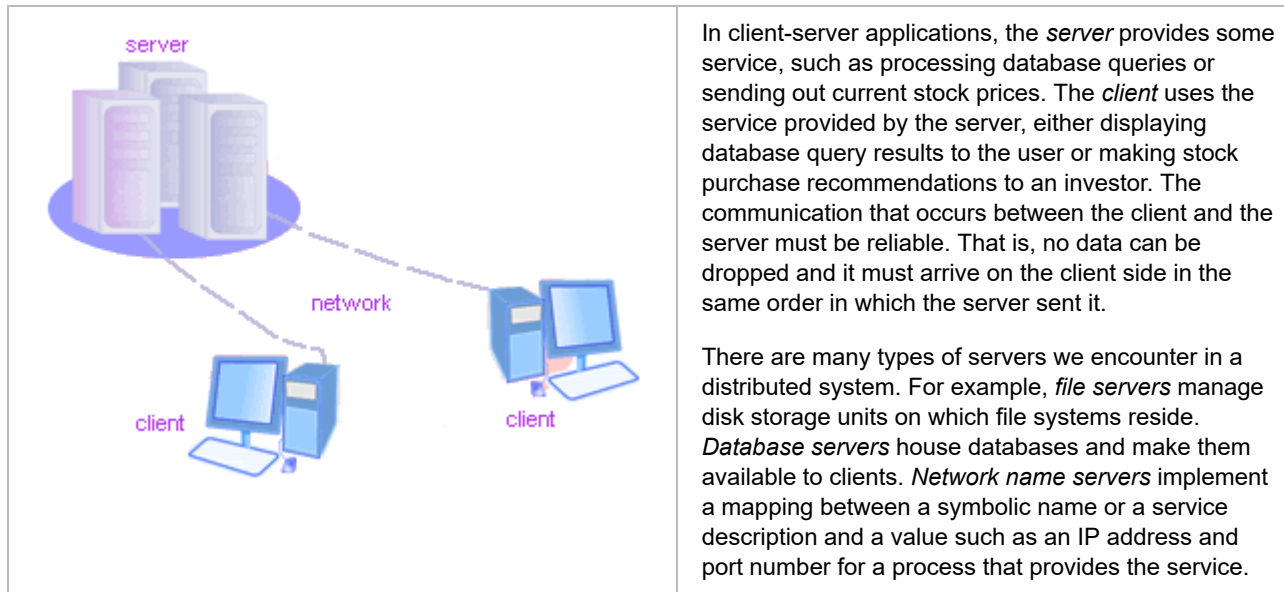 server
network
client
client
In client-server applications, the server provides some
service, such as processing database queries or
sending out current stock prices. The client uses the
service provided by the server, either displaying
database query results to the user or making stock
purchase recommendations to an investor. The
communication that occurs between the client and the
server must be reliable. That is, no data can be
dropped and it must arrive on the client side in the
same order in which the server sent it.
There are many types of servers we encounter in a
distributed system. For example, file servers manage
disk storage units on which file systems reside.
Database servers house databases and make them
available to clients. Network name servers implement
a mapping between a symbolic name or a service
description and a value such as an IP address and
port number for a process that provides the service.